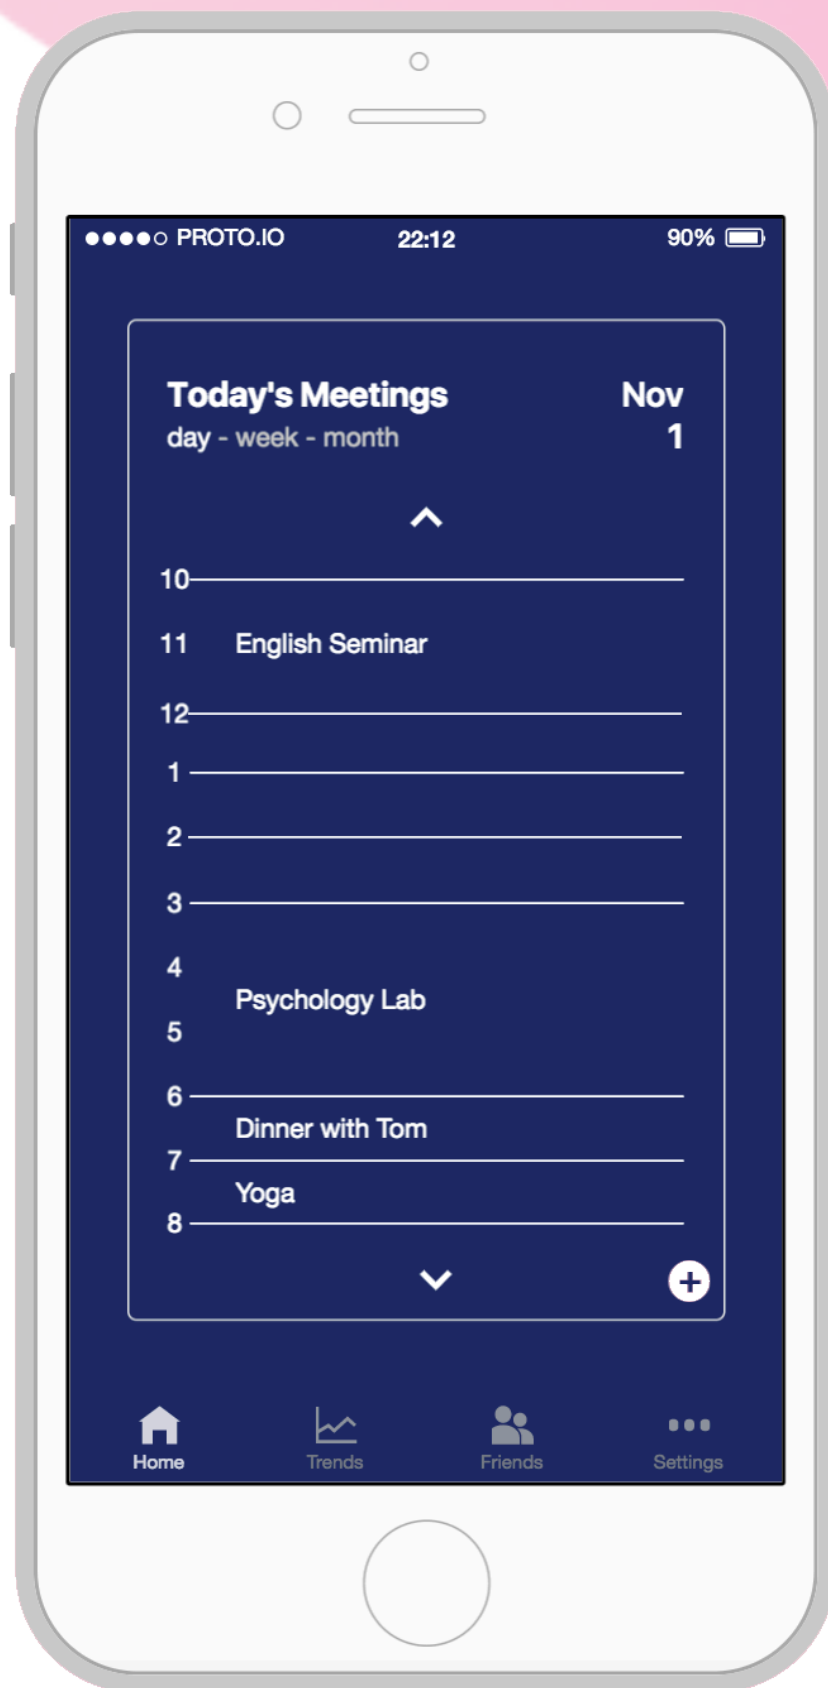 PROTO.IO 22:12 90%
Today's Meetings Nov
day - week - month 1
10
11 English Seminar
12
1
2
3
4
Psychology Lab
5
6
Dinner with Tom
7
Yoga
8
Home Trends Friends Settings